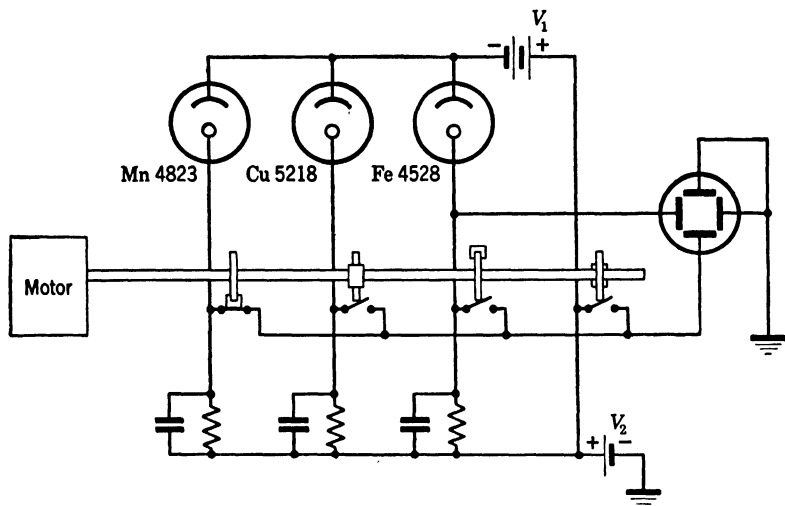 V₁
− +
Mn 4823 Cu 5218 Fe 4528
Motor
V₂
+ −